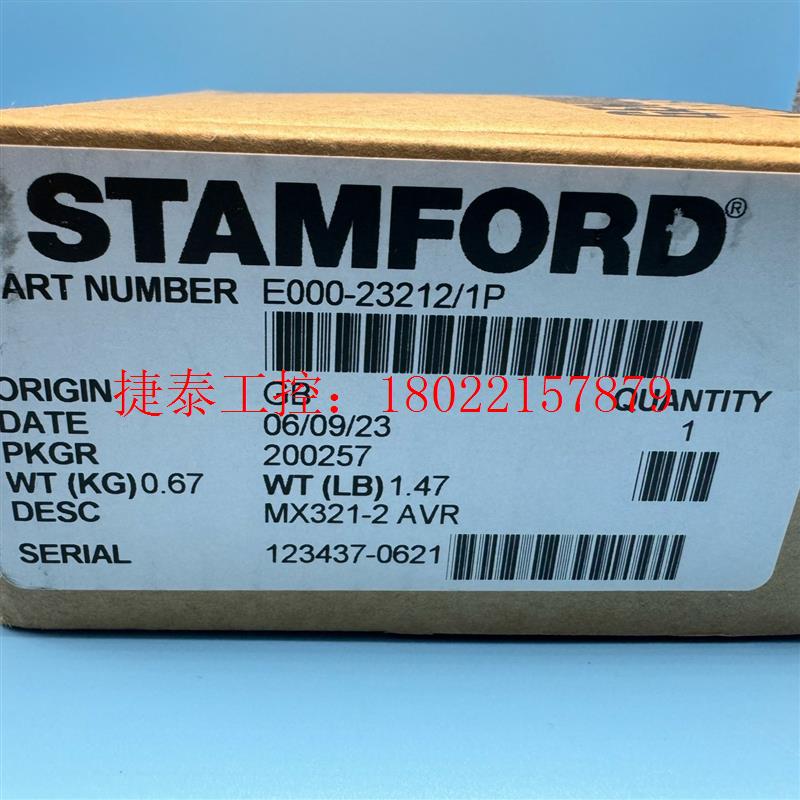 STAMFORD®
ART NUMBER E000-23212/1P
ORIGIN GB
捷泰工控：18022157879
QUANTITY
DATE 06/09/23
1
PKGR 200257
WT (KG) 0.67 WT (LB) 1.47
DESC MX321-2 AVR
SERIAL 123437-0621